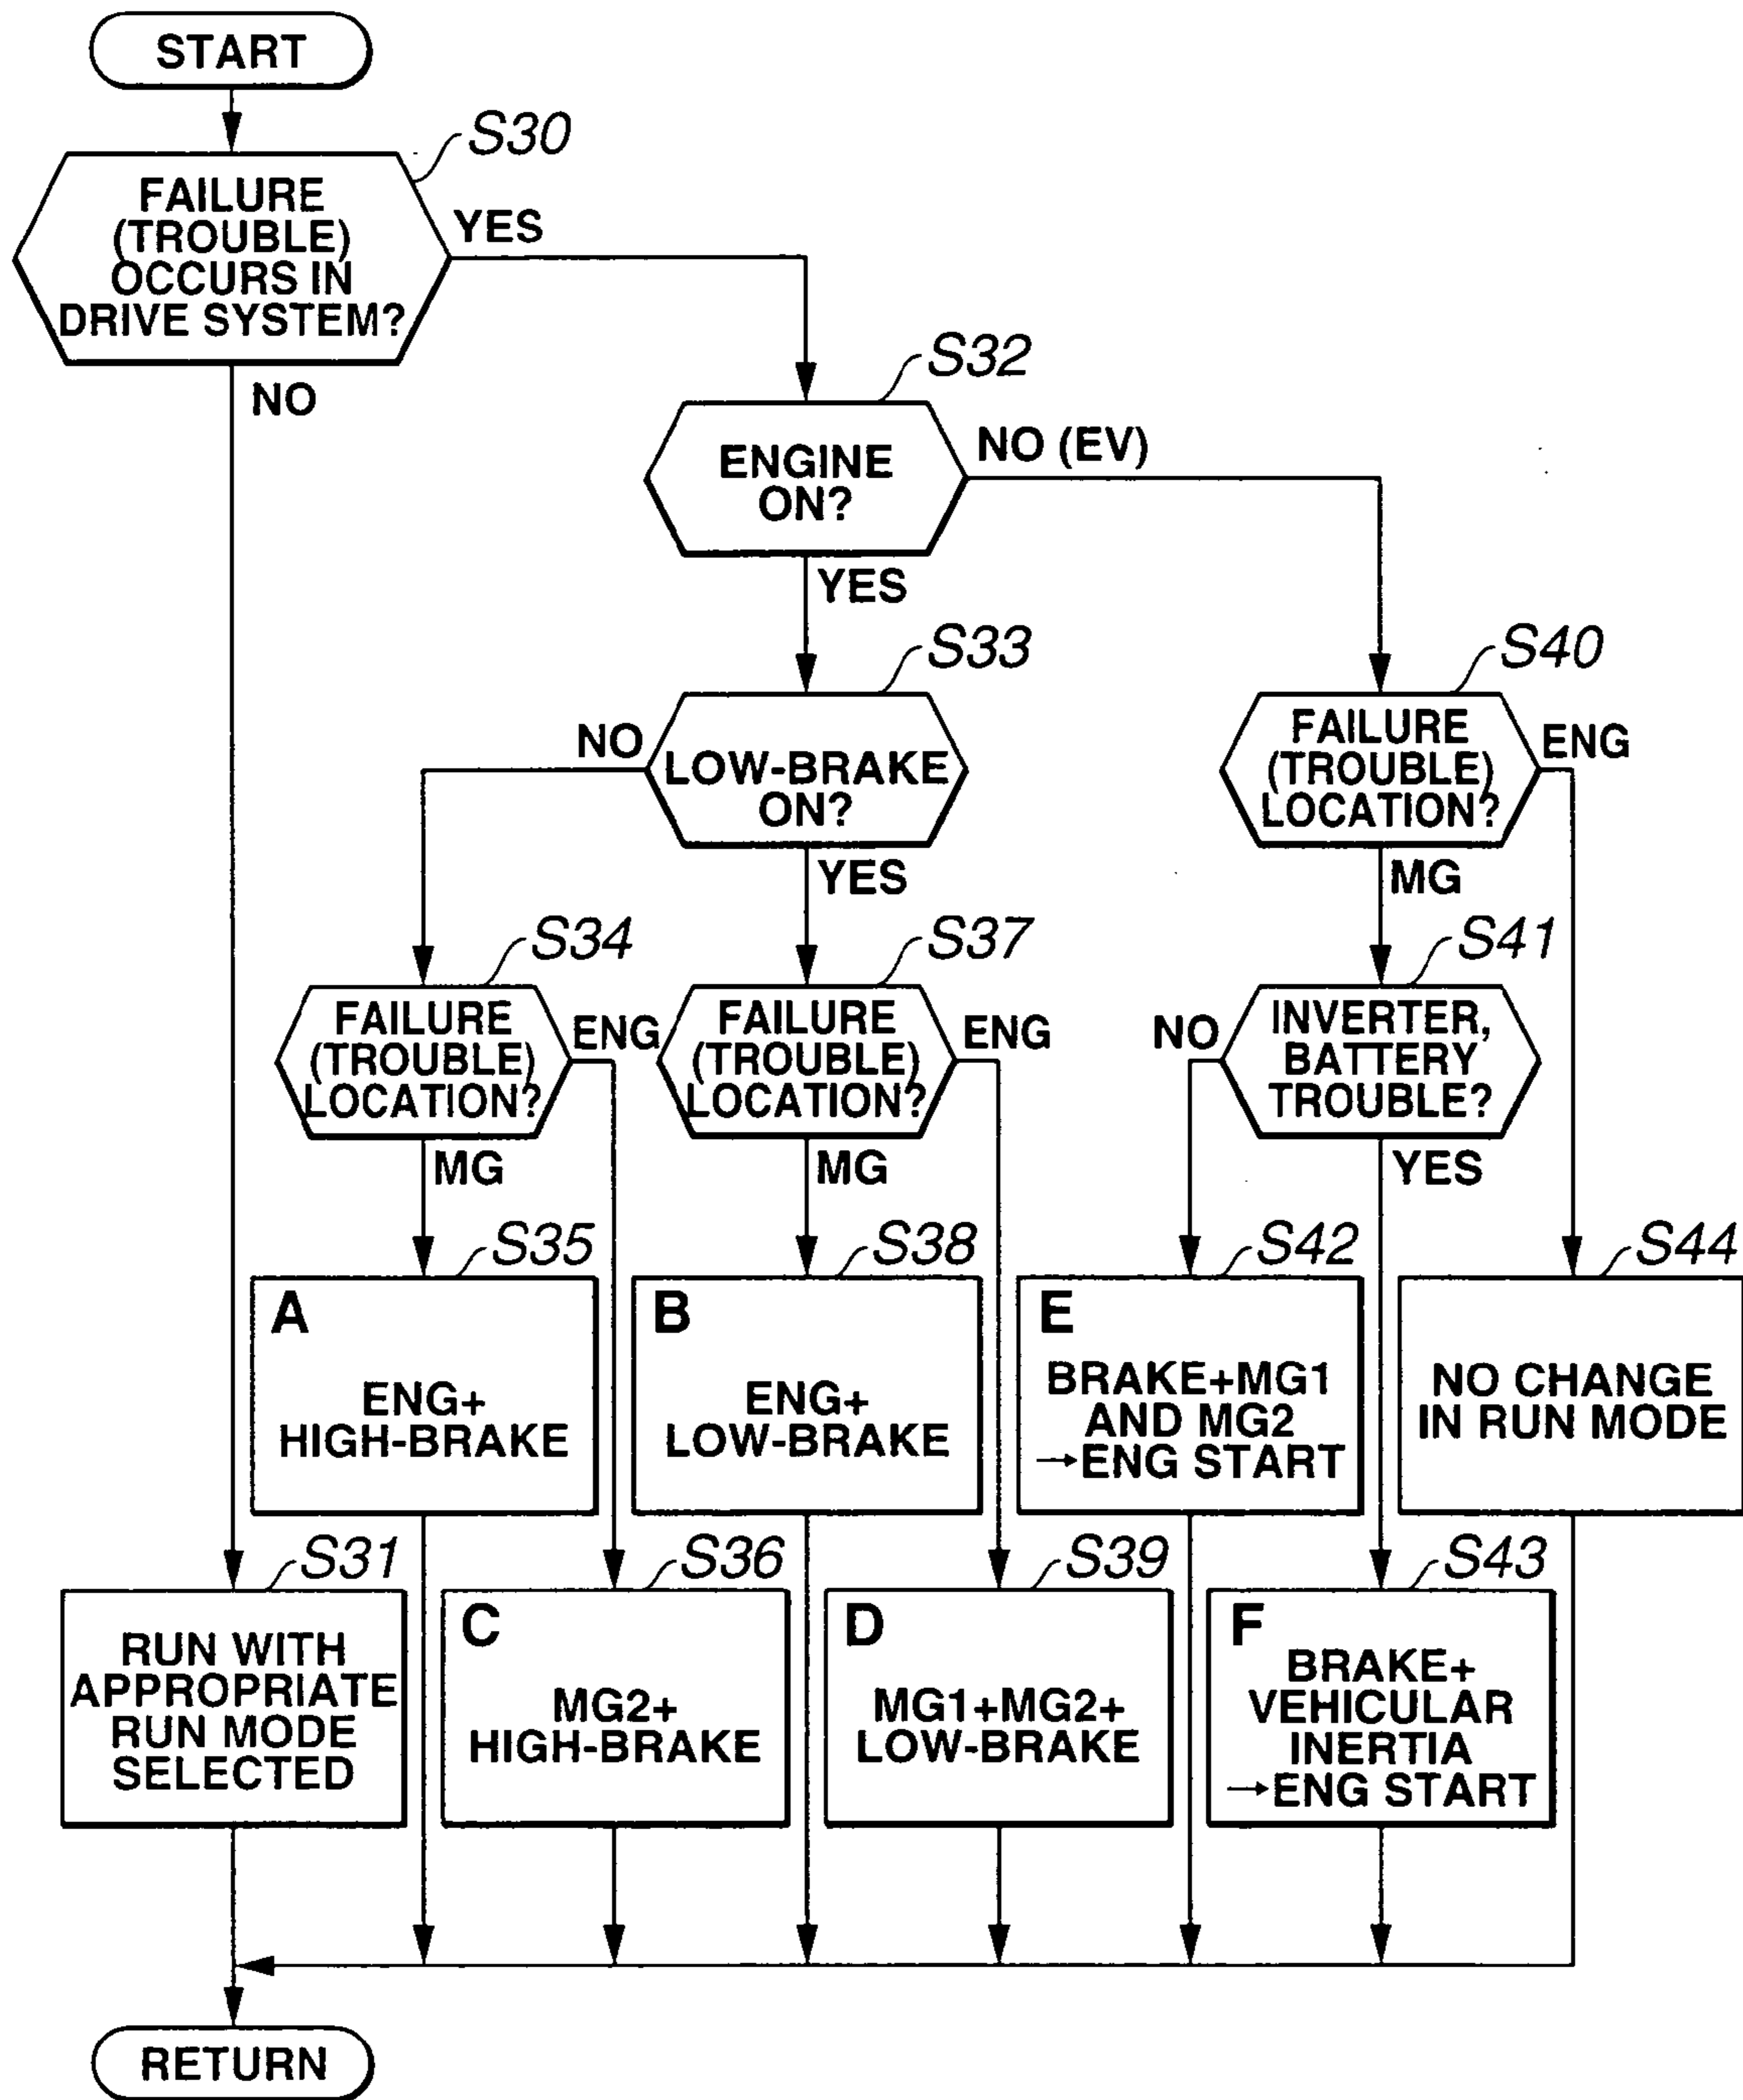 START
S30
FAILURE
(TROUBLE)
OCCURS IN
DRIVE SYSTEM?
YES
NO
S32
ENGINE
ON?
NO (EV)
YES
S33
LOW-BRAKE
ON?
NO
YES
S40
FAILURE
(TROUBLE)
LOCATION?
ENG
MG
S34
FAILURE
(TROUBLE)
LOCATION?
ENG
MG
S37
FAILURE
(TROUBLE)
LOCATION?
ENG
MG
S41
INVERTER,
BATTERY
TROUBLE?
NO
YES
S35
A
ENG+
HIGH-BRAKE
S38
B
ENG+
LOW-BRAKE
S42
E
BRAKE+MG1
AND MG2
→ENG START
S44
NO CHANGE
IN RUN MODE
S31
RUN WITH
APPROPRIATE
RUN MODE
SELECTED
S36
C
MG2+
HIGH-BRAKE
S39
D
MG1+MG2+
LOW-BRAKE
S43
F
BRAKE+
VEHICULAR
INERTIA
→ENG START
RETURN